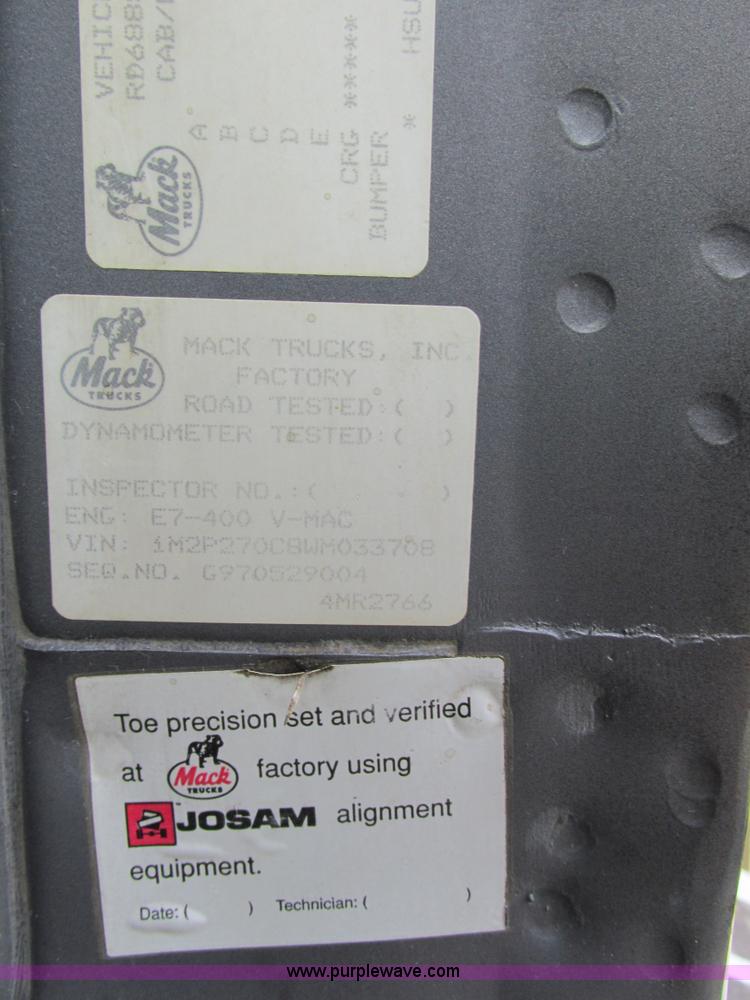 VEHIC
RD688
CAB/
A
B
C
D
E
CRG *****
BUMPER
* HSU
Mack
TRUCKS
Mack
TRUCKS
MACK TRUCKS, INC.
FACTORY
ROAD TESTED:( )
DYNAMOMETER TESTED:( )
INSPECTOR NO.:( )
ENG: E7-400 V-MAC
VIN: 1M2P270C8WM033708
SEQ.NO. G970529004
4MR2766
Toe precision set and verified
at Mack TRUCKS factory using
JOSAM alignment
equipment.
Date: ( ) Technician: ( )
www.purplewave.com